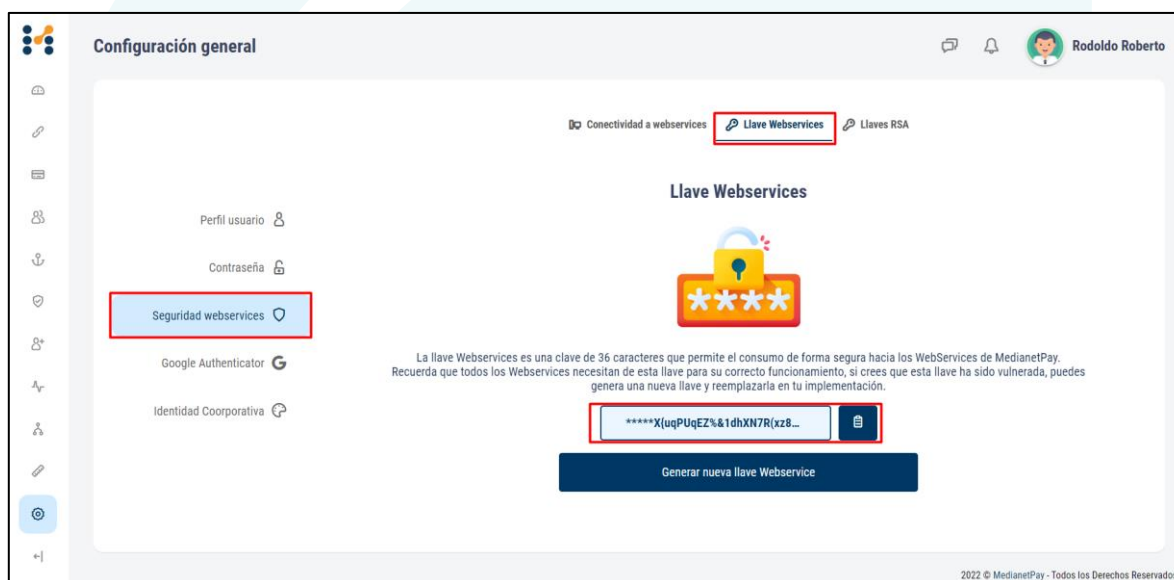 Configuración general
Rodoldo Roberto
Conectividad a webservices
Llave Webservices
Llaves RSA
Llave Webservices
Perfil usuario
Contraseña
Seguridad webservices
Google Authenticator
Identidad Coorporativa
****
La llave Webservices es una clave de 36 caracteres que permite el consumo de forma segura hacia los WebServices de MedianetPay.
Recuerda que todos los Webservices necesitan de esta llave para su correcto funcionamiento, si crees que esta llave ha sido vulnerada, puedes
genera una nueva llave y reemplazarla en tu implementación.
*****X(uqPUqEZ%&1dhXN7R(xz8...
Generar nueva llave Webservice
2022 © MedianetPay - Todos los Derechos Reservado